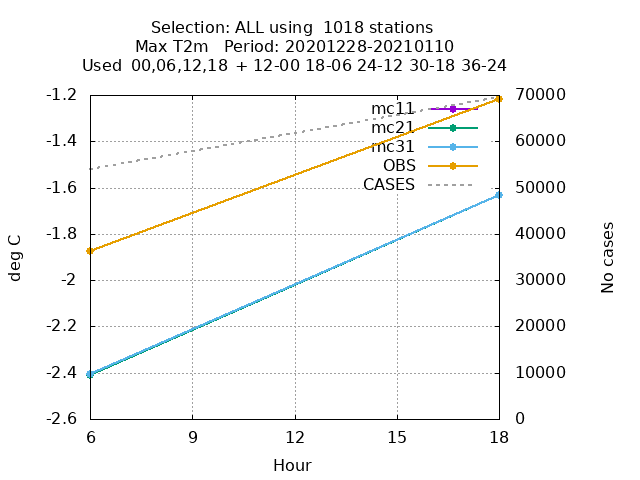 Selection: ALL using  1018 stations
Max T2m   Period: 20201228-20210110
Used  00,06,12,18 + 12-00 18-06 24-12 30-18 36-24
-1.2
-1.4
-1.6
-1.8
-2
-2.2
-2.4
-2.6
deg C
mc11
mc21
mc31
OBS
CASES
70000
60000
50000
40000
30000
20000
10000
0
No cases
6 9 12 15 18
Hour